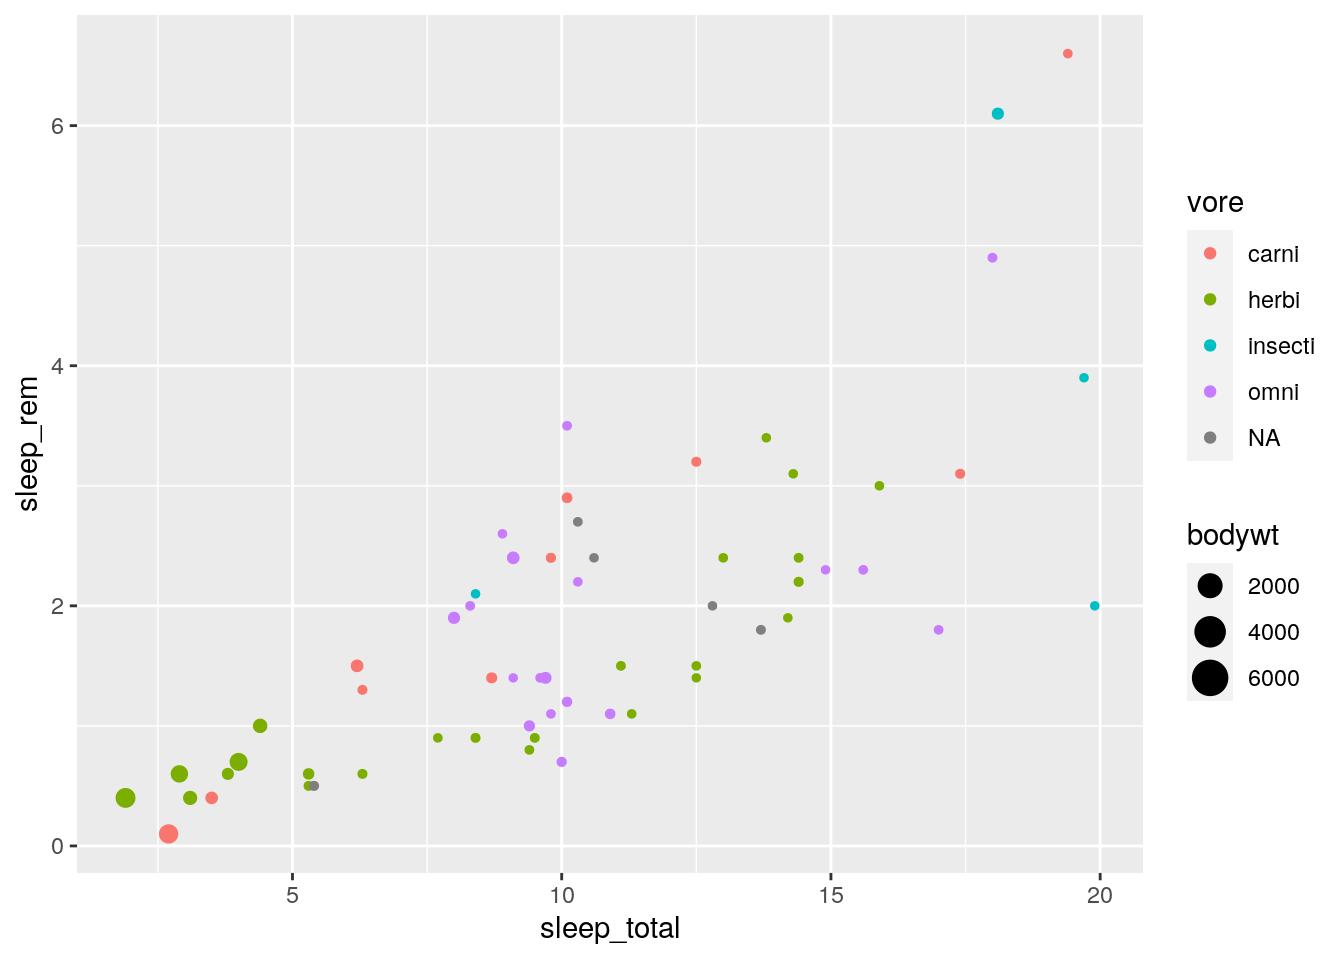 6
4
2
0
sleep_rem
5
10
15
20
sleep_total
vore
carni
herbi
insecti
omni
NA
bodywt
2000
4000
6000